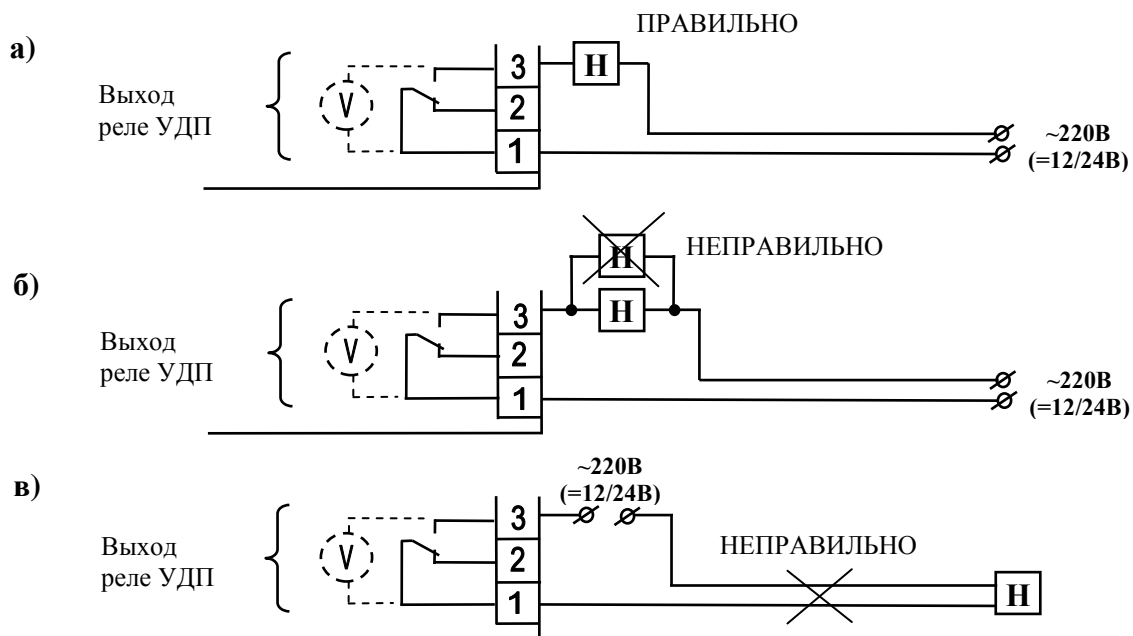 а)
ПРАВИЛЬНО
Выход
реле УДП
V
3
2
1
Н
~220В
(=12/24В)
б)
НЕПРАВИЛЬНО
Выход
реле УДП
V
3
2
1
Н
Н
~220В
(=12/24В)
в)
~220В
(=12/24В)
НЕПРАВИЛЬНО
Выход
реле УДП
V
3
2
1
Н